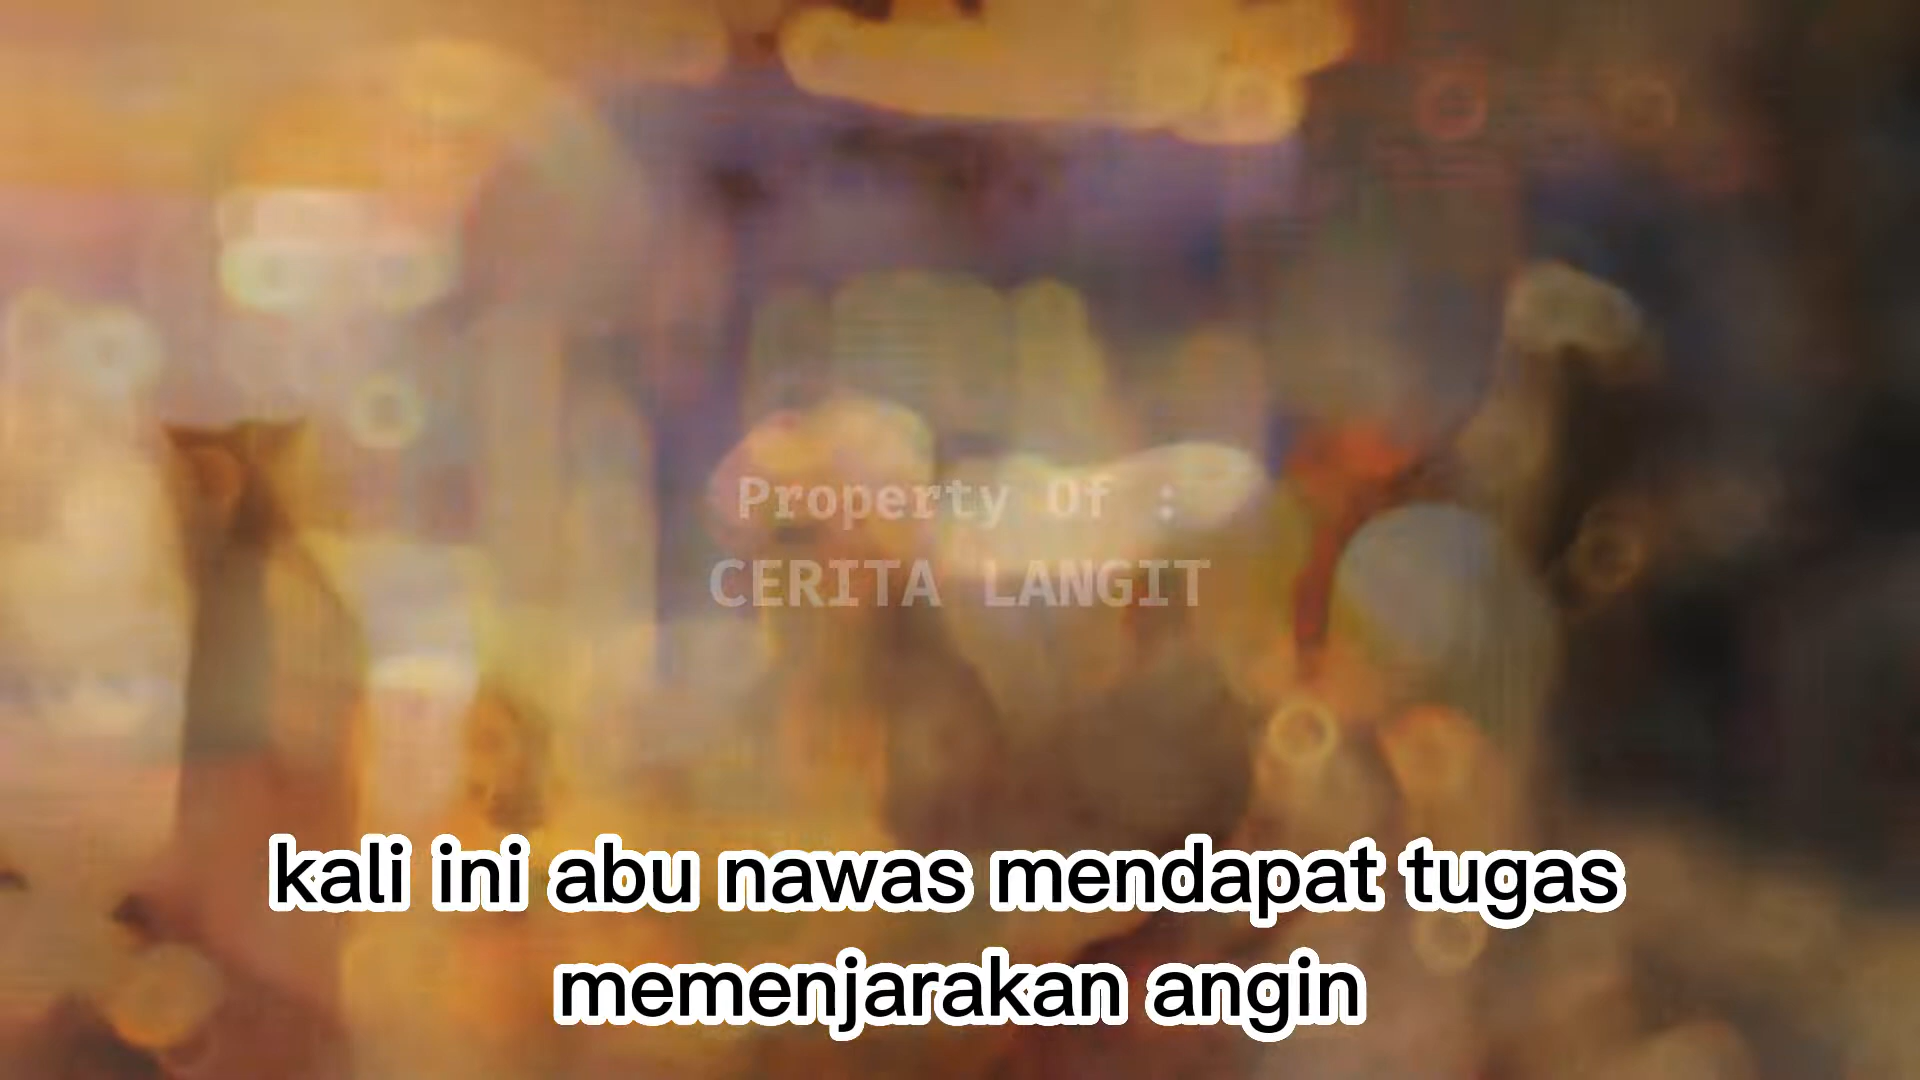 Property Of :
CERITA LANGIT
kali ini abu nawas mendapat tugas
memenjarakan angin